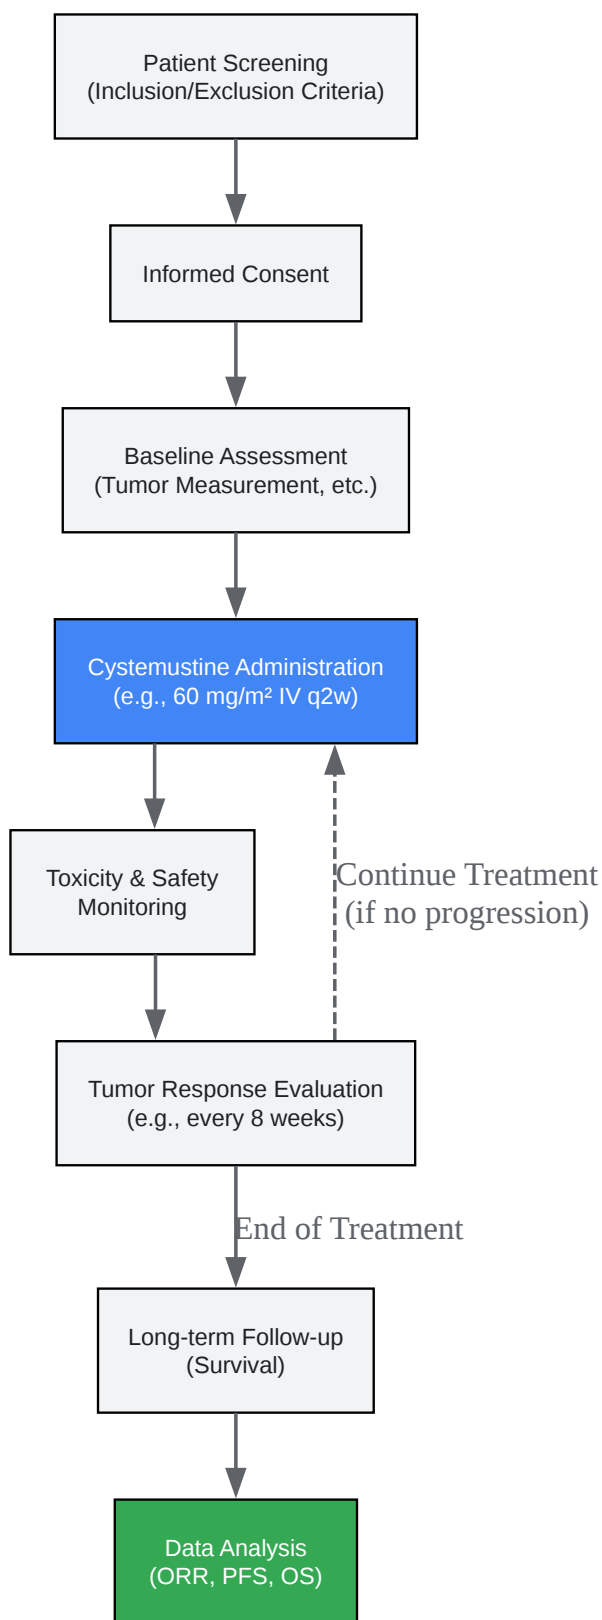 Patient Screening
(Inclusion/Exclusion Criteria)
Informed Consent
Baseline Assessment
(Tumor Measurement, etc.)
Cystemustine Administration
(e.g., 60 mg/m² IV q2w)
Toxicity & Safety
Monitoring
Continue Treatment
(if no progression)
Tumor Response Evaluation
(e.g., every 8 weeks)
End of Treatment
Long-term Follow-up
(Survival)
Data Analysis
(ORR, PFS, OS)